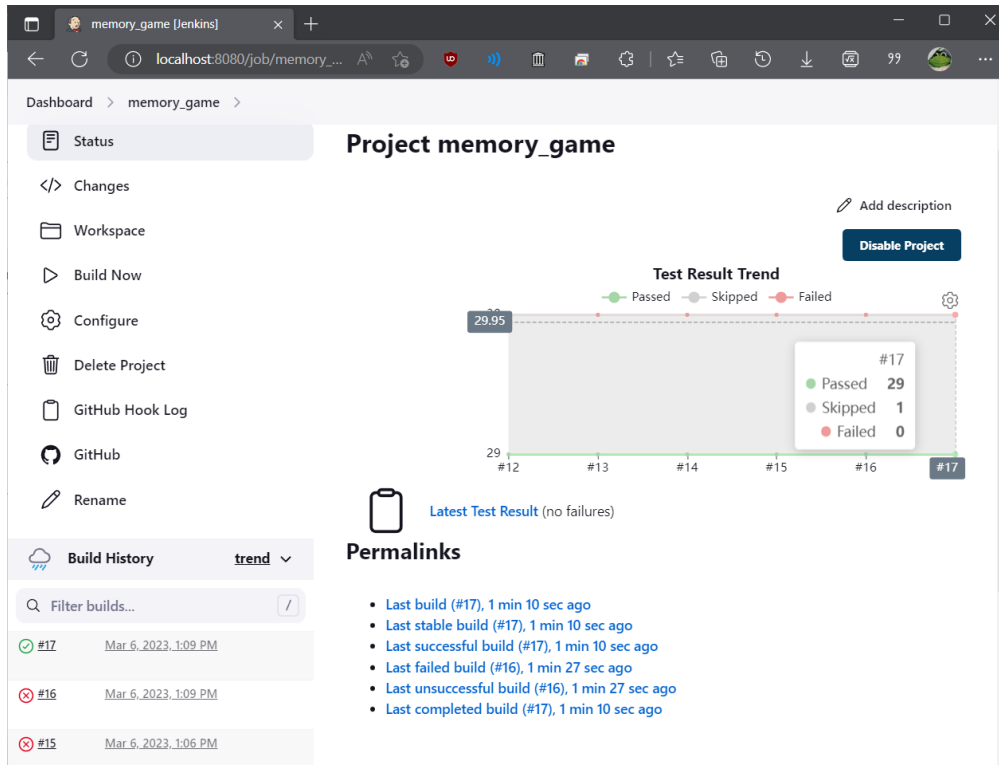 memory_game [Jenkins]
localhost:8080/job/memory_...
Dashboard > memory_game >
Status
Changes
Workspace
Build Now
Configure
Delete Project
GitHub Hook Log
GitHub
Rename
Build History trend
Filter builds... /
#17 Mar 6, 2023, 1:09 PM
#16 Mar 6, 2023, 1:09 PM
#15 Mar 6, 2023, 1:06 PM
Project memory_game
Add description
Disable Project
Test Result Trend
Passed Skipped Failed
29.95
#17
Passed 29
Skipped 1
Failed 0
29
#12 #13 #14 #15 #16 #17
Latest Test Result (no failures)
Permalinks
• Last build (#17), 1 min 10 sec ago
• Last stable build (#17), 1 min 10 sec ago
• Last successful build (#17), 1 min 10 sec ago
• Last failed build (#16), 1 min 27 sec ago
• Last unsuccessful build (#16), 1 min 27 sec ago
• Last completed build (#17), 1 min 10 sec ago